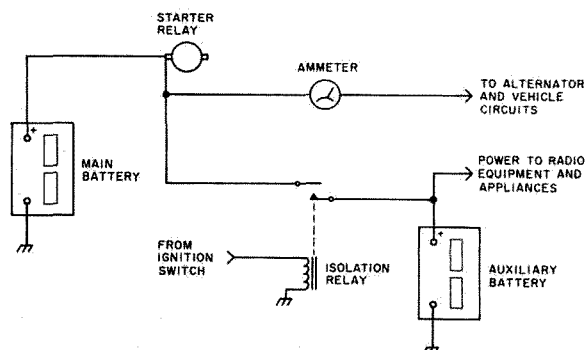 STARTER
RELAY
AMMETER
TO ALTERNATOR
AND VEHICLE
CIRCUITS
+
MAIN
BATTERY
POWER TO RADIO
EQUIPMENT AND
APPLIANCES
FROM
IGNITION
SWITCH
ISOLATION
RELAY
+
AUXILIARY
BATTERY